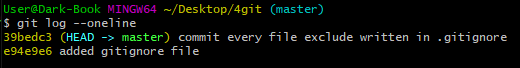 User@Dark-Book MINGW64 ~/Desktop/4git (master)
$ git log --oneline
39bedc3 (HEAD -> master) commit every file exclude written in .gitignore
e94e9e6 added gitignore file